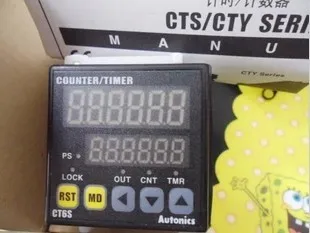 计时/计数器
CTS/CTY SERI
MANU
CTY Series
COUNTER/TIMER
PS
LOCK
OUT CNT TMR
RST MD
CT6S
Autonics